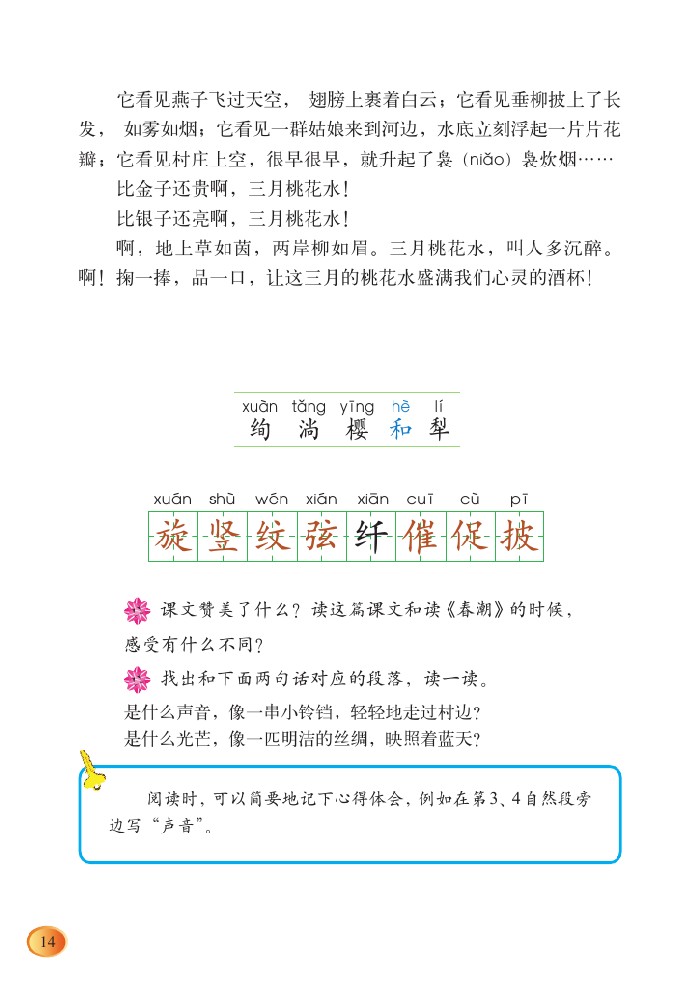 它看见燕子飞过天空， 翅膀上裹着白云；它看见垂柳披上了长
发， 如雾如烟；它看见一群姑娘来到河边，水底立刻浮起一片片花
瓣；它看见村庄上空，很早很早，就升起了袅（niǎo）袅炊烟……
比金子还贵啊，三月桃花水！
比银子还亮啊，三月桃花水！
啊，地上草如茵，两岸柳如眉。三月桃花水，叫人多沉醉。
啊！掬一捧，品一口，让这三月的桃花水盛满我们心灵的酒杯！
xuàn tǎng yīng hè lí
绚 淌 樱 和 犁
xuán shù wén xián xiān cuī cù pī
旋 竖 纹 弦 纤 催 促 披
课文赞美了什么？读这篇课文和读《春潮》的时候，
感受有什么不同？
找出和下面两句话对应的段落，读一读。
是什么声音，像一串小铃铛，轻轻地走过村边？
是什么光芒，像一匹明洁的丝绸，映照着蓝天？
阅读时，可以简要地记下心得体会，例如在第3、4自然段旁
边写“声音”。
14